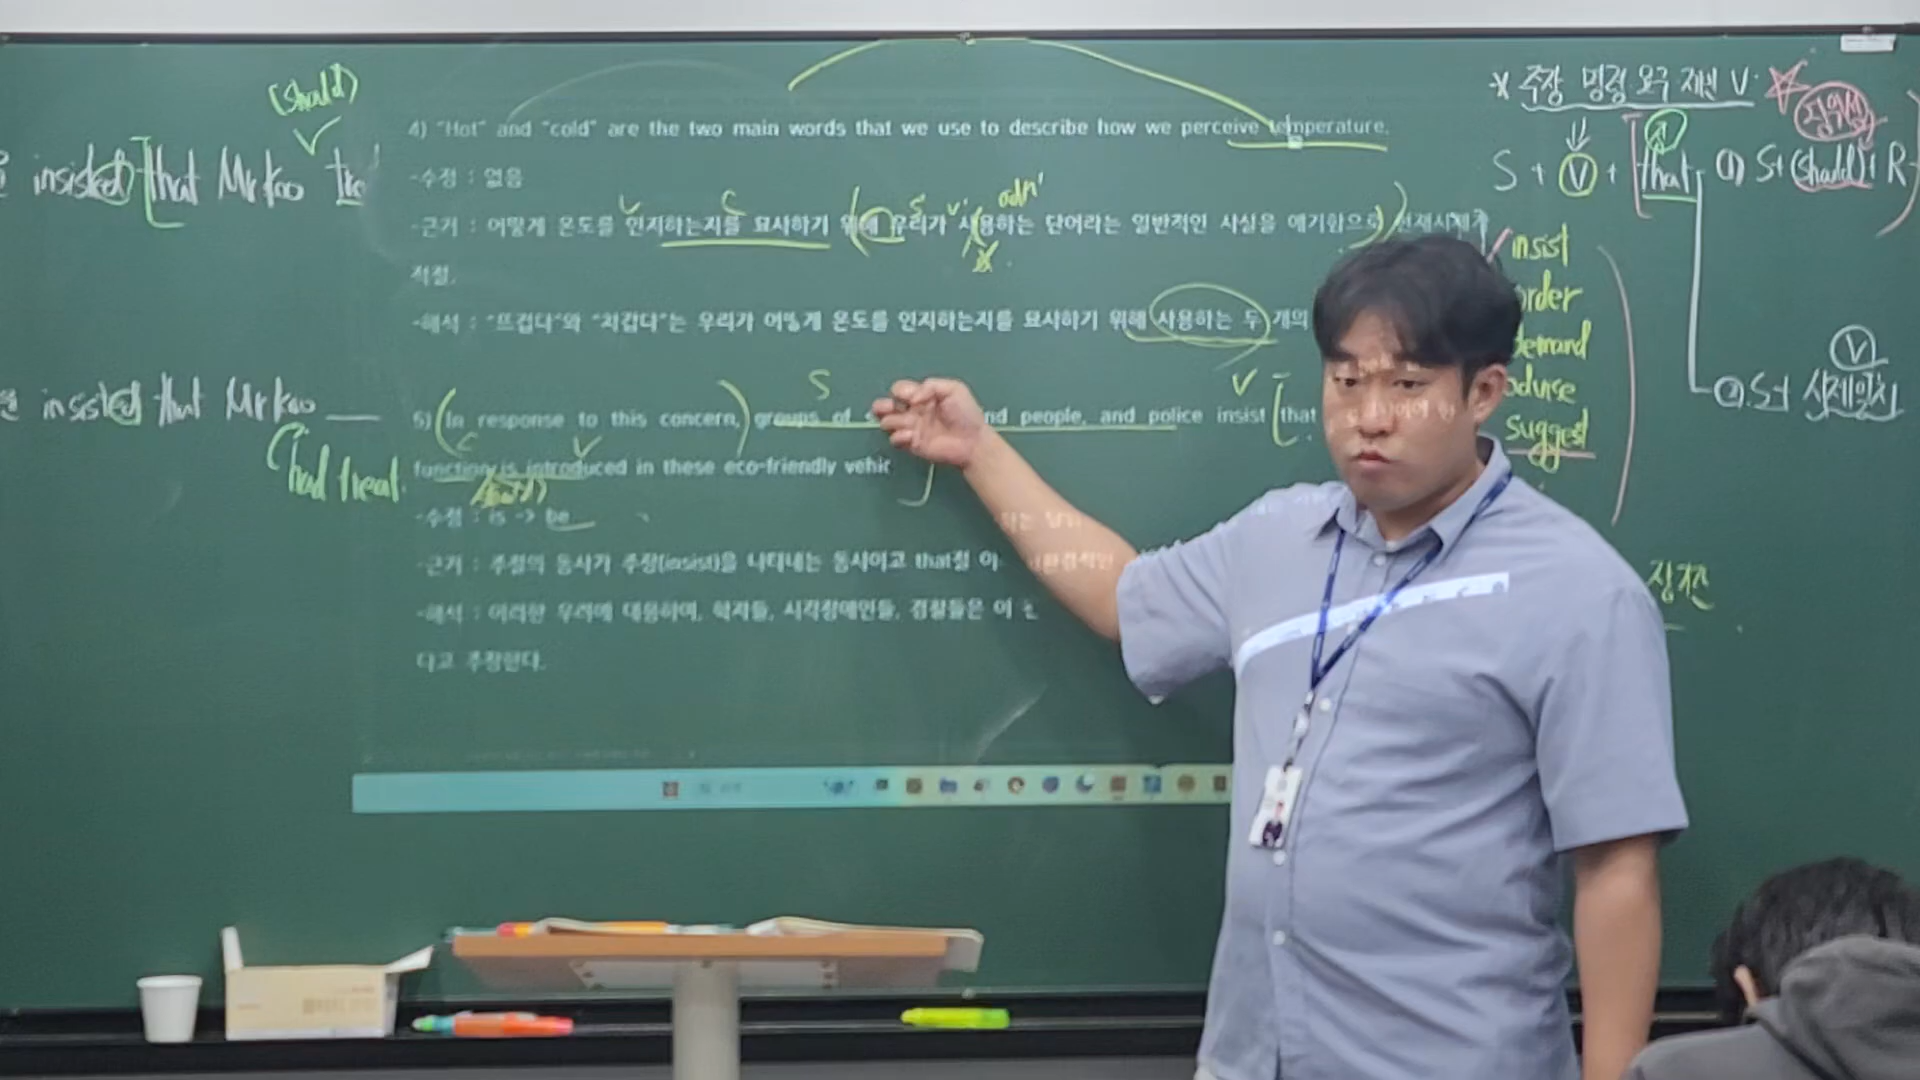 (should)
insisted that Mr Koo
insisted that Mr Koo
had treat.
4) "Hot" and "cold" are the two main words that we use to describe how we perceive temperature.
-수정 : 없음
-근거 : 어떻게 온도를 인지하는지를 묘사하기 위해 우리가 사용하는 단어라는 일반적인 사실을 얘기함으로 현재시제가
적절.
-해석 : "뜨겁다"와 "차갑다"는 우리가 어떻게 온도를 인지하는지를 묘사하기 위해 사용하는 두 개의
V C S V' adn'
S V
5) In response to this concern, groups of nd people, and police insist that
C V
function is introduced in these eco-friendly vehic
-수정 : is -> be
-근거 : 주절의 동사가 주장(insist)을 나타내는 동사이고 that절 이
-해석 : 이러한 우려에 대응하여, 학자들, 시각장애인들, 경찰들은 이
다고 주장한다.
* 주장 명령 요구 제안 V
S + V + that ① S+(should)+R
insist
order
demand
advise
suggest
V
② S+ 시제일치